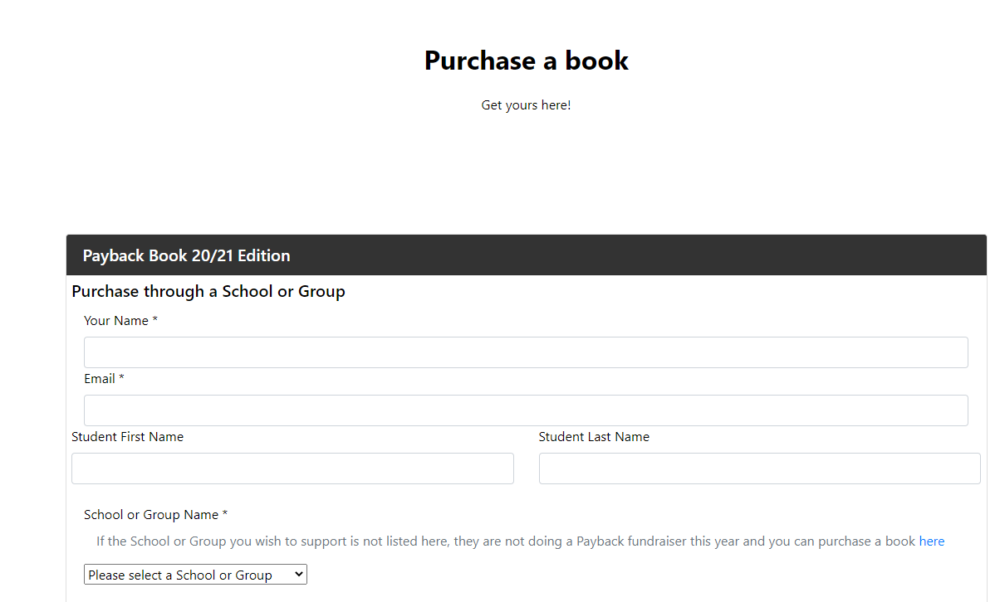 Purchase a book
Get yours here!
Payback Book 20/21 Edition
Purchase through a School or Group
Your Name *
Email *
Student First Name
Student Last Name
School or Group Name *
If the School or Group you wish to support is not listed here, they are not doing a Payback fundraiser this year and you can purchase a book here
Please select a School or Group